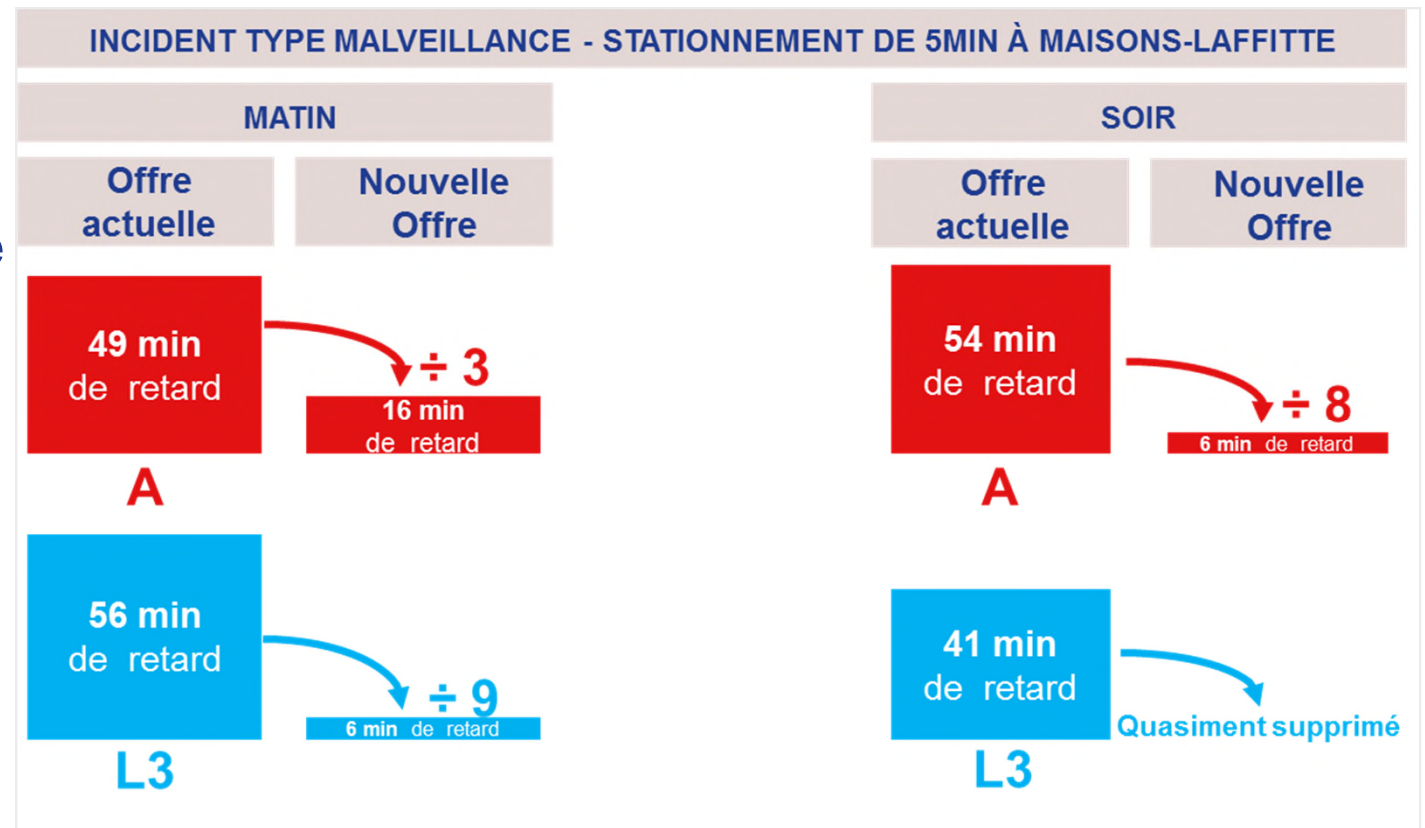 INCIDENT TYPE MALVEILLANCE - STATIONNEMENT DE 5MIN À MAISONS-LAFFITTE
MATIN
Offre
actuelle
Nouvelle
Offre
49 min
de retard
÷ 3
16 min
de retard
A
56 min
de retard
÷ 9
6 min de retard
L3
SOIR
Offre
actuelle
Nouvelle
Offre
54 min
de retard
÷ 8
6 min de retard
A
41 min
de retard
Quasiment supprimé
L3